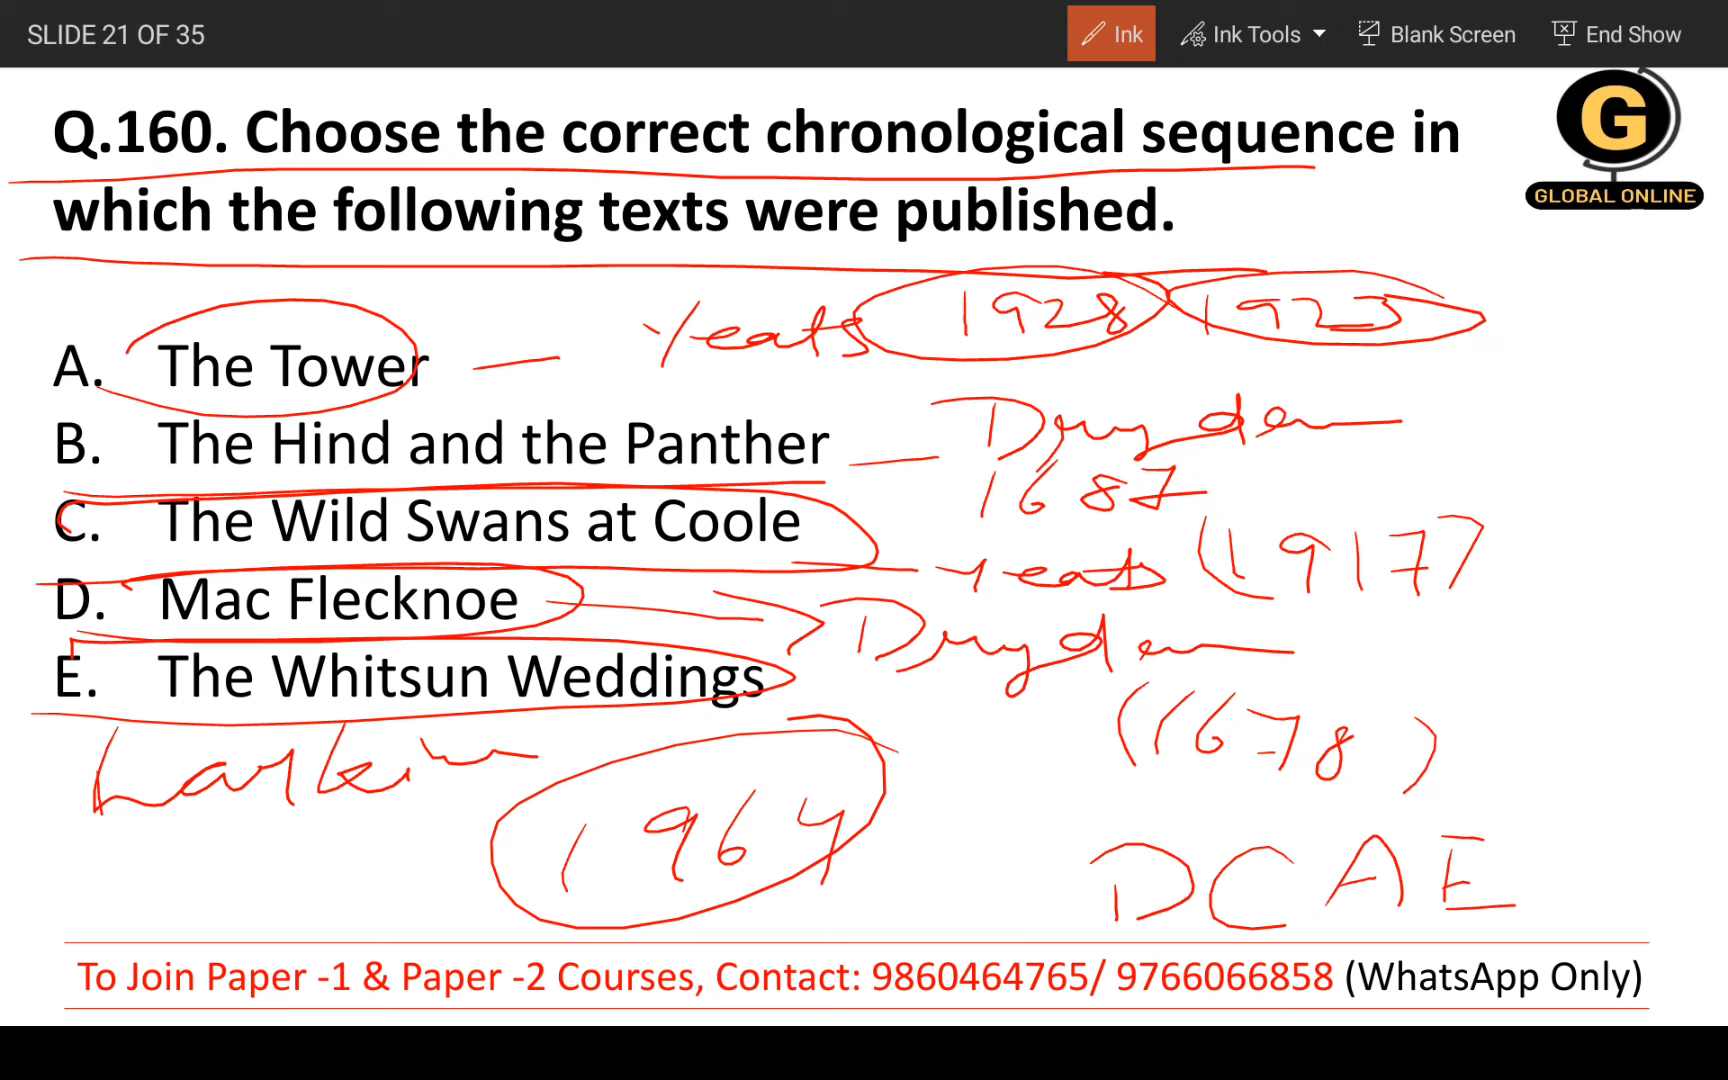 SLIDE 21 OF 35 Ink Ink Tools Blank Screen End Show
G
GLOBAL ONLINE
Q.160. Choose the correct chronological sequence in
which the following texts were published.
A. The Tower — Yeats 1928 1923
B. The Hind and the Panther — Dryden
1687
C. The Wild Swans at Coole Yeats (1917)
D. Mac Flecknoe Dryden
(1678)
E. The Whitsun Weddings
Larkin 1964
DCAE
To Join Paper -1 & Paper -2 Courses, Contact: 9860464765/ 9766066858 (WhatsApp Only)